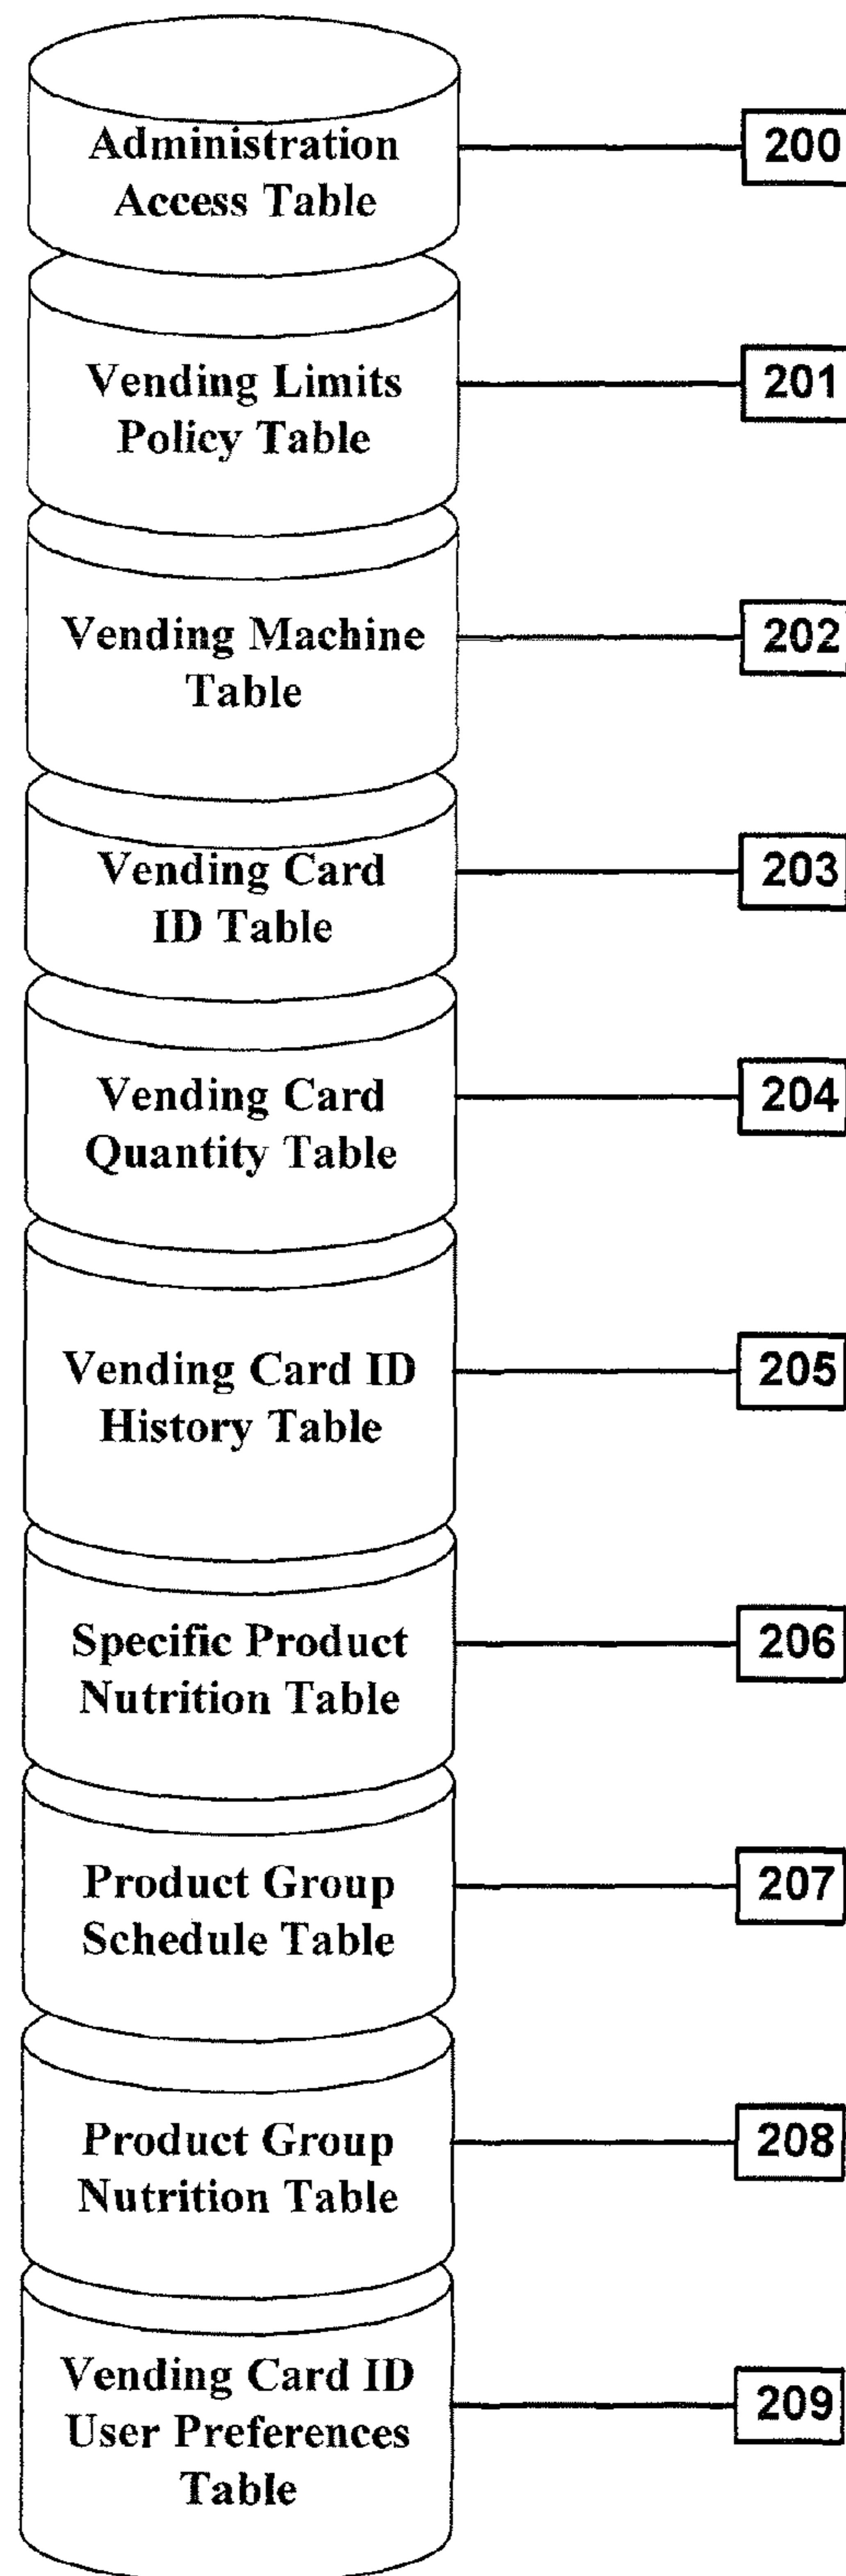 Administration
Access Table
200
Vending Limits
Policy Table
201
Vending Machine
Table
202
Vending Card
ID Table
203
Vending Card
Quantity Table
204
Vending Card ID
History Table
205
Specific Product
Nutrition Table
206
Product Group
Schedule Table
207
Product Group
Nutrition Table
208
Vending Card ID
User Preferences
Table
209